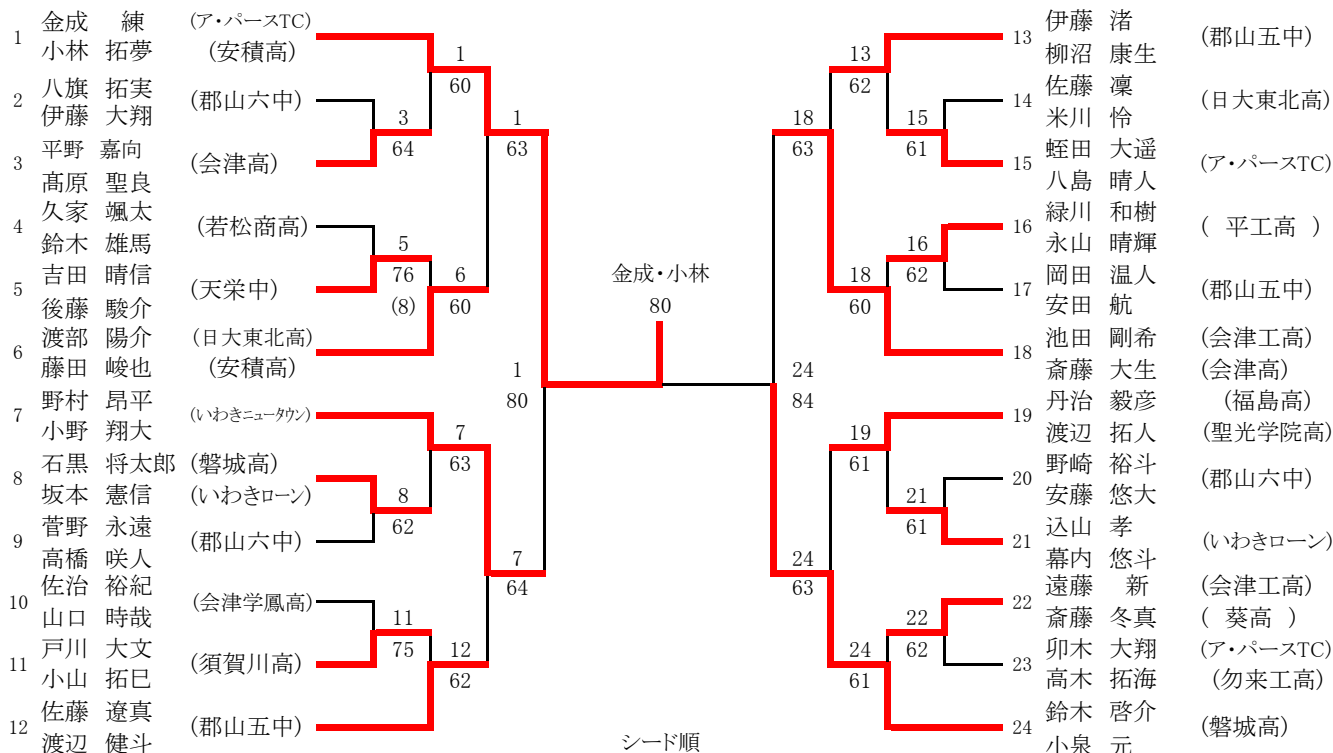 金成 練 (ア・パースTC)
1
小林 拓夢 (安積高)
八旗 拓実
2 (郡山六中)
伊藤 大翔
平野 嘉向
3 (会津高)
髙原 聖良
久家 颯太
4 (若松商高)
鈴木 雄馬
吉田 晴信
5 (天栄中)
後藤 駿介
渡部 陽介 (日大東北高)
6
藤田 峻也 (安積高)
野村 昂平
7 (いわきニュータウン)
小野 翔大
石黒 将太郎 (磐城高)
8
坂本 憲信 (いわきローン)
菅野 永遠
9 (郡山六中)
高橋 咲人
佐治 裕紀
10 (会津学鳳高)
山口 時哉
戸川 大文
11 (須賀川高)
小山 拓巳
佐藤 遼真
12 (郡山五中)
渡辺 健斗
1
60
3
64
1
63
5
76
(8)
6
60
1
80
7
63
8
62
7
64
11
75
12
62
金成・小林
80
シード順
13
62
15
61
18
63
16
62
18
60
24
84
19
61
21
61
24
63
22
62
24
61
伊藤 渚
13 (郡山五中)
柳沼 康生
佐藤 凜
14 (日大東北高)
米川 怜
蛭田 大遥
15 (ア・パースTC)
八島 晴人
緑川 和樹
16 ( 平工高 )
永山 晴輝
岡田 温人
17 (郡山五中)
安田 航
池田 剛希 (会津工高)
18
斎藤 大生 (会津高)
丹治 毅彦 (福島高)
19
渡辺 拓人 (聖光学院高)
野崎 裕斗
20 (郡山六中)
安藤 悠大
込山 孝
21 (いわきローン)
幕内 悠斗
遠藤 新 (会津工高)
22
斎藤 冬真 ( 葵高 )
卯木 大翔 (ア・パースTC)
23
高木 拓海 (勿来工高)
鈴木 啓介
24 (磐城高)
小泉 元